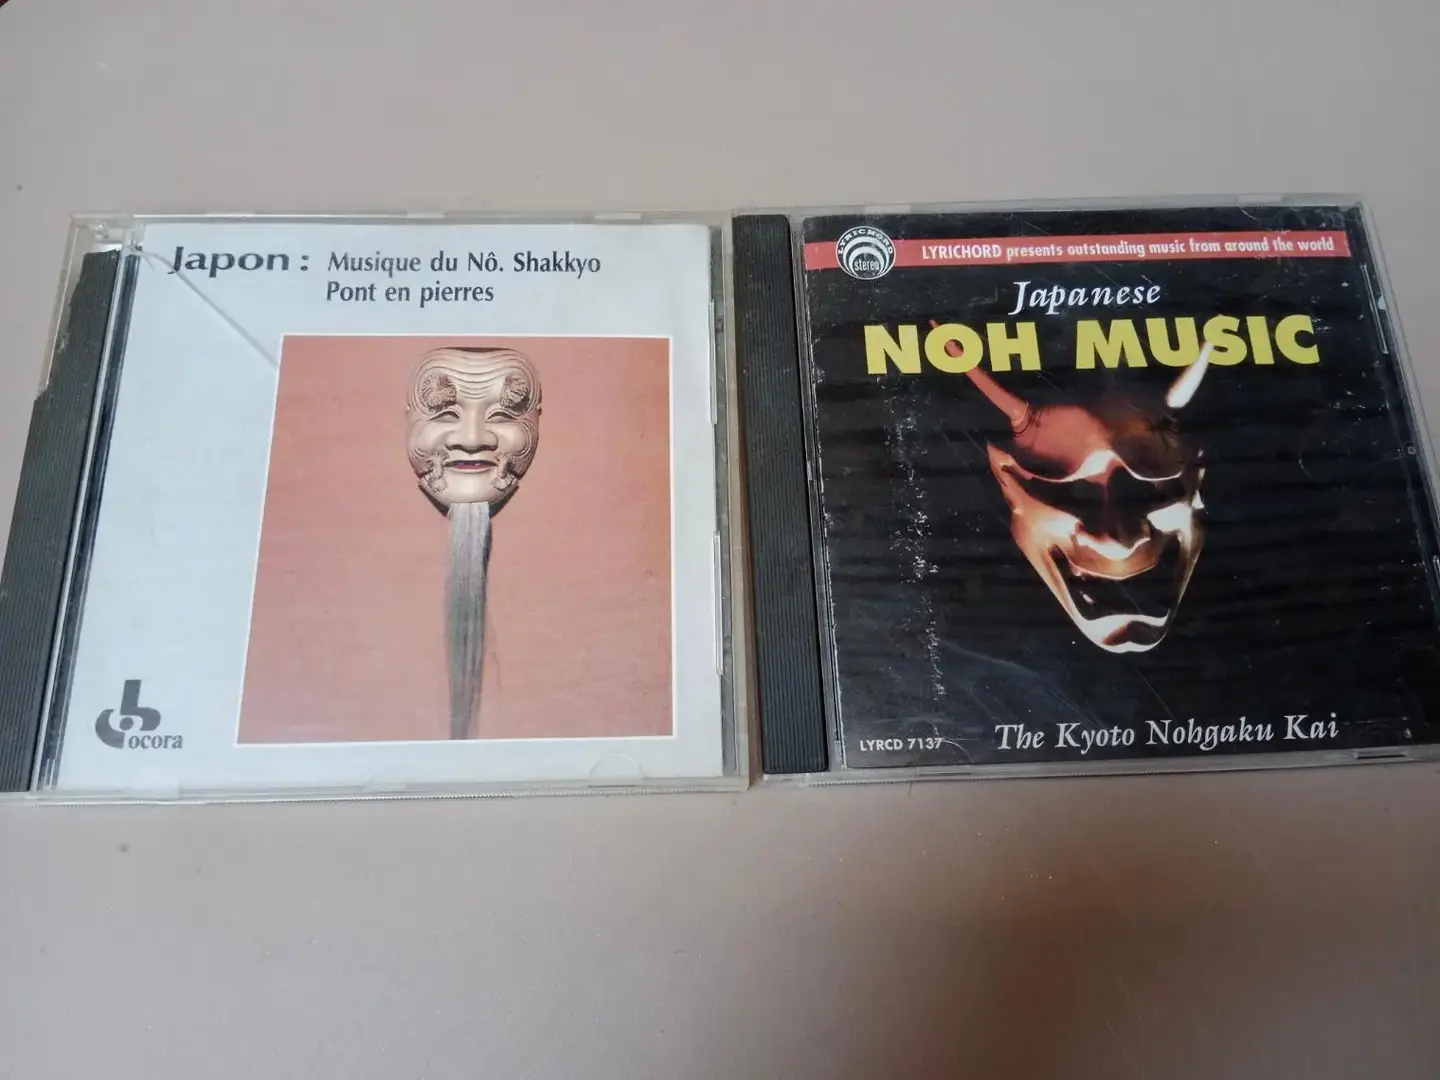 Japon : Musique du Nô. Shakkyo
Pont en pierres
ocora
LYRICHORD
stereo
LYRICHORD presents outstanding music from around the world
Japanese
NOH MUSIC
LYRCD 7137
The Kyoto Nohgaku Kai